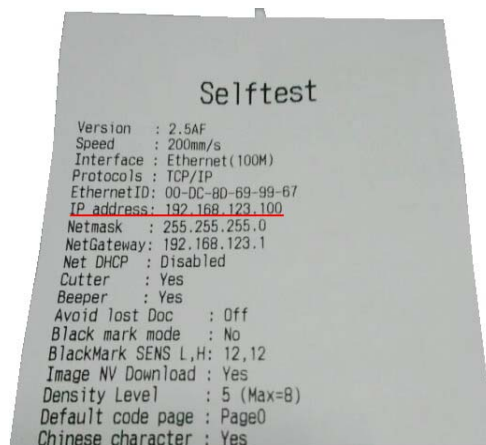 Selftest
Version : 2.5AF
Speed : 200mm/s
Interface : Ethernet(100M)
Protocols : TCP/IP
EthernetID: 00-DC-8D-69-99-67
IP address: 192.168.123.100
Netmask : 255.255.255.0
NetGateway: 192.168.123.1
Net DHCP : Disabled
Cutter : Yes
Beeper : Yes
Avoid lost Doc : Off
Black mark mode : No
BlackMark SENS L,H: 12,12
Image NV Download : Yes
Density Level : 5 (Max=8)
Default code page : Page0
Chinese character : Yes